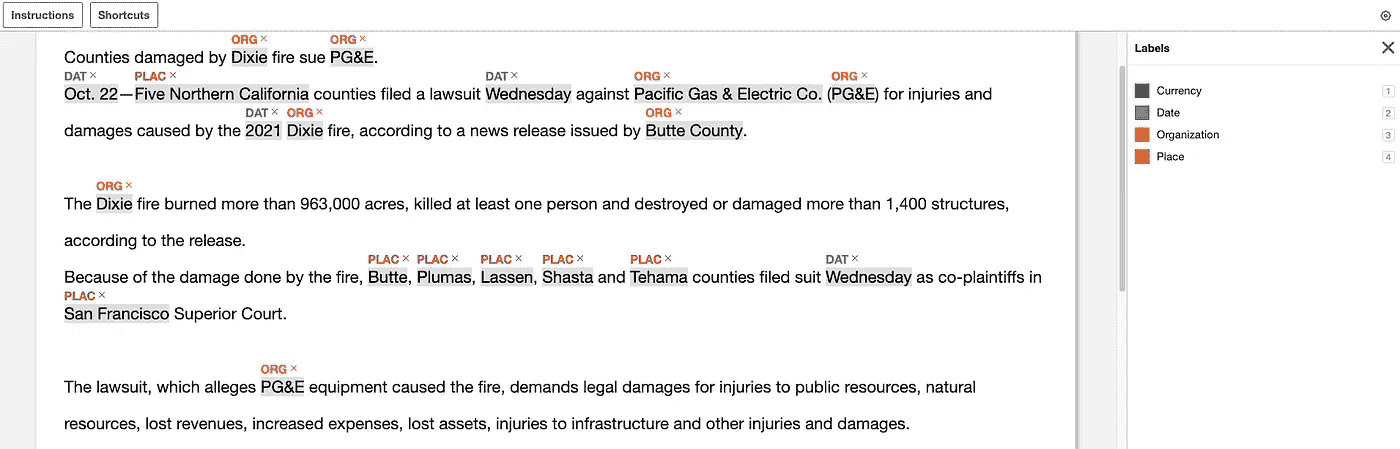 Instructions Shortcuts
Labels
ORG × ORG ×
Counties damaged by Dixie fire sue PG&E.
DAT × PLAC × DAT × ORG × ORG ×
Oct. 22—Five Northern California counties filed a lawsuit Wednesday against Pacific Gas & Electric Co. (PG&E) for injuries and
DAT × ORG × ORG ×
damages caused by the 2021 Dixie fire, according to a news release issued by Butte County.
ORG ×
The Dixie fire burned more than 963,000 acres, killed at least one person and destroyed or damaged more than 1,400 structures,
according to the release.
PLAC × PLAC × PLAC × PLAC × PLAC × DAT ×
Because of the damage done by the fire, Butte, Plumas, Lassen, Shasta and Tehama counties filed suit Wednesday as co-plaintiffs in
PLAC ×
San Francisco Superior Court.
ORG ×
The lawsuit, which alleges PG&E equipment caused the fire, demands legal damages for injuries to public resources, natural
resources, lost revenues, increased expenses, lost assets, injuries to infrastructure and other injuries and damages.
Currency 1
Date 2
Organization 3
Place 4